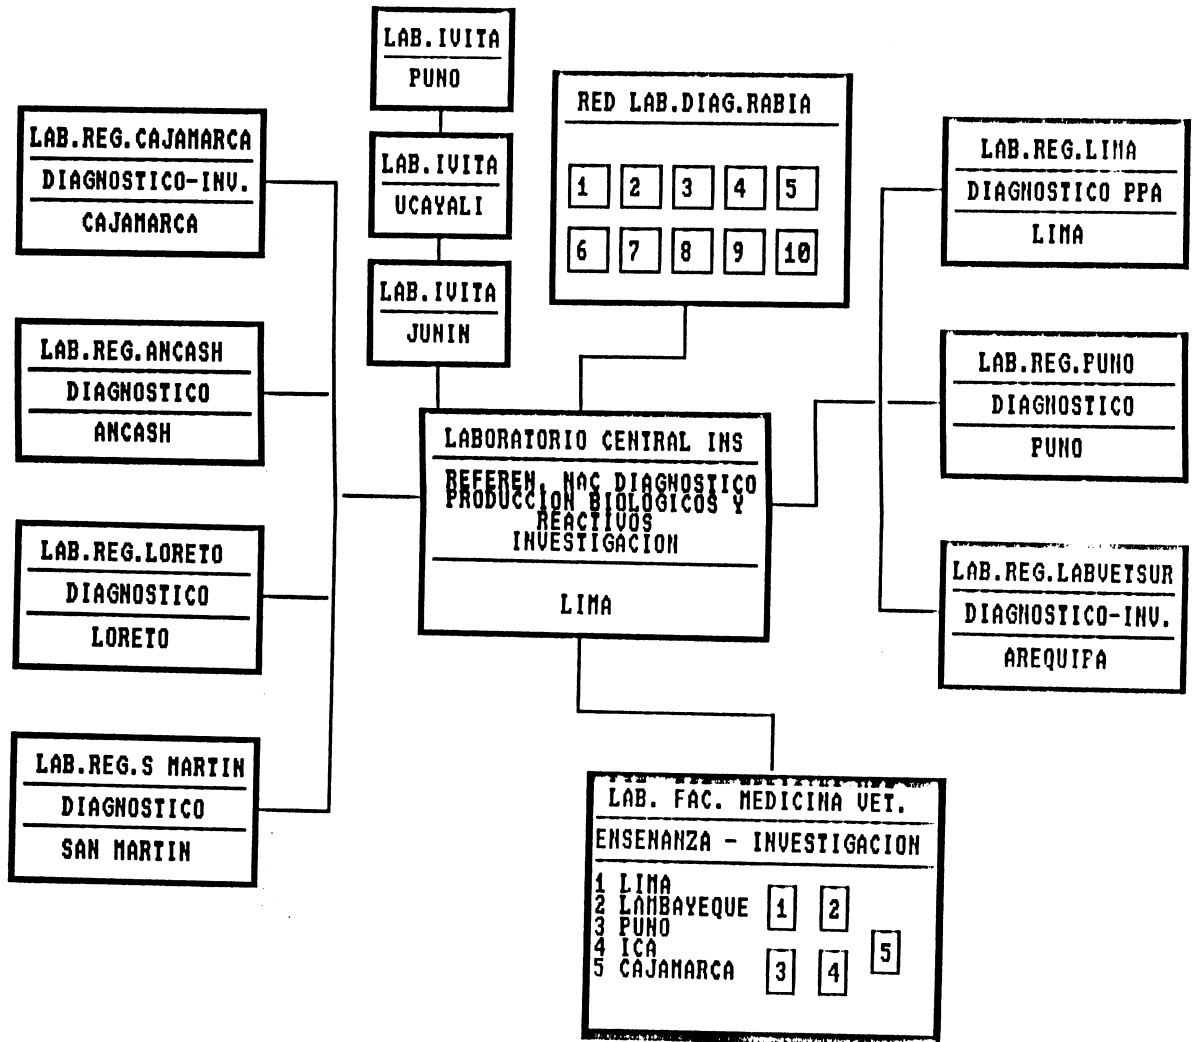 LAB.IVITA
PUNO
LAB.IVITA
UCAYALI
LAB.IVITA
JUNIN
RED LAB.DIAG.RABIA
1 2 3 4 5
6 7 8 9 10
LAB.REG.CAJAMARCA
DIAGNOSTICO-INV.
CAJAMARCA
LAB.REG.ANCASH
DIAGNOSTICO
ANCASH
LAB.REG.LORETO
DIAGNOSTICO
LORETO
LAB.REG.S MARTIN
DIAGNOSTICO
SAN MARTIN
LABORATORIO CENTRAL INS
REFEREN. NAC DIAGNOSTICO
PRODUCCION BIOLOGICOS Y
REACTIVOS
INVESTIGACION
LIMA
LAB.REG.LIMA
DIAGNOSTICO PPA
LIMA
LAB.REG.PUNO
DIAGNOSTICO
PUNO
LAB.REG.LABVETSUR
DIAGNOSTICO-INV.
AREQUIPA
LAB. FAC. MEDICINA VET.
ENSENANZA - INVESTIGACION
1 LIMA
2 LAMBAYEQUE
3 PUNO
4 ICA
5 CAJAMARCA
1 2
5
3 4